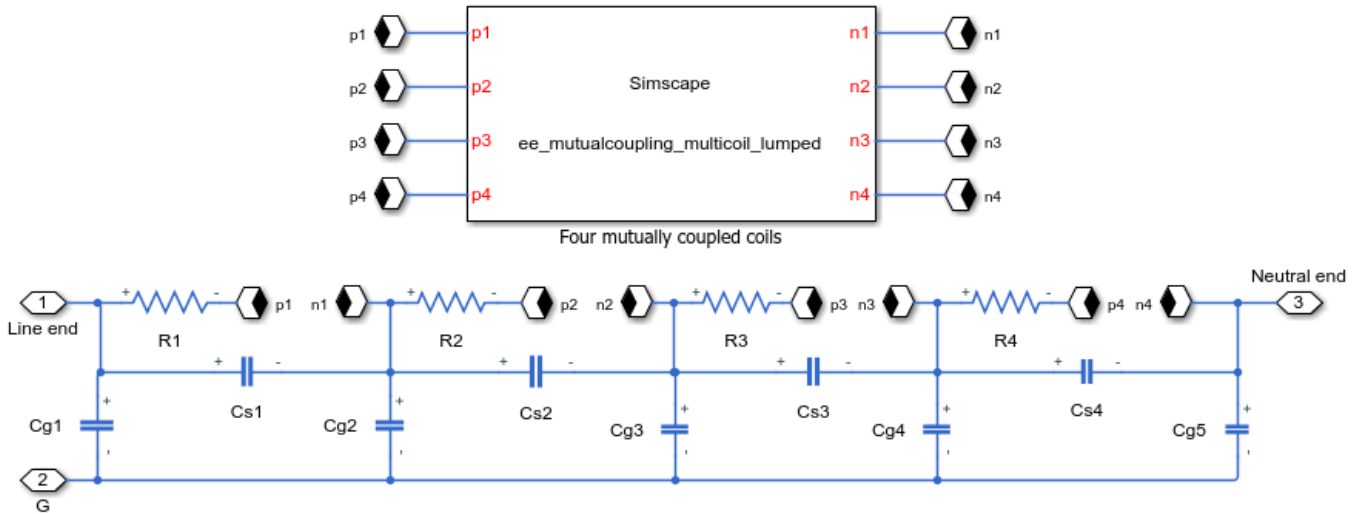 p1 p1 n1 n1
p2 p2 Simscape n2 n2
p3 p3 ee_mutualcoupling_multicoil_lumped n3 n3
p4 p4 n4 n4
Four mutually coupled coils
Neutral end
1 + - p1 n1 + - p2 n2 + - p3 n3 + - p4 n4 3
Line end
R1 R2 R3 R4
+ - + - + - + -
Cs1 Cs2 Cs3 Cs4
+ + + + +
Cg1 Cg2 Cg3 Cg4 Cg5
- - - - -
2
G